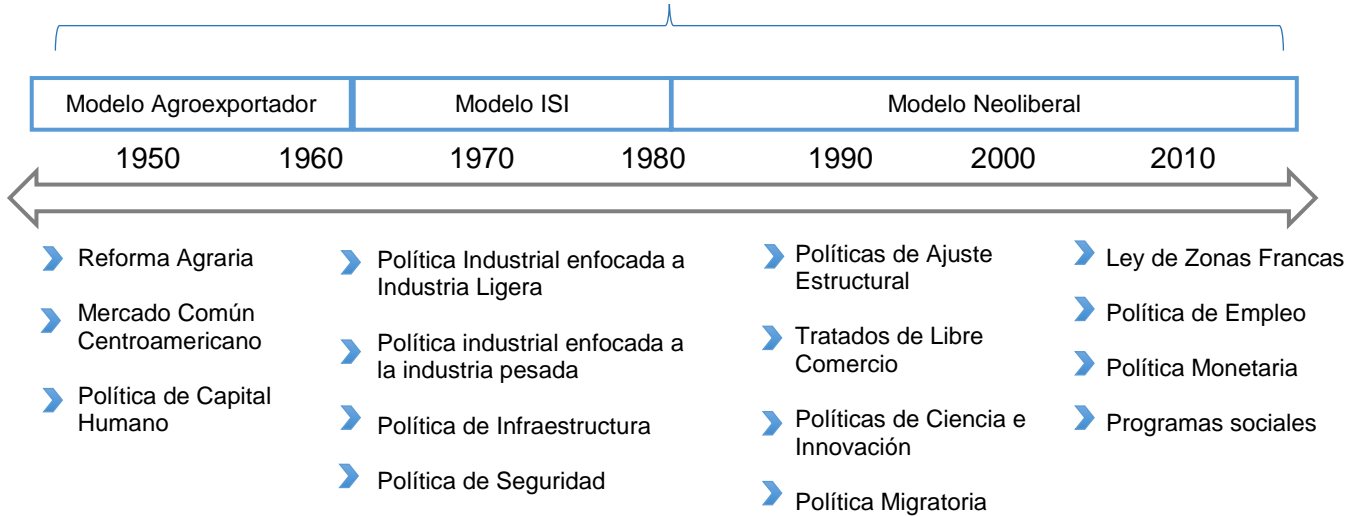 Modelo Agroexportador
Modelo ISI
Modelo Neoliberal
1950
1960
1970
1980
1990
2000
2010
Reforma Agraria
Mercado Común
Centroamericano
Política de Capital
Humano
Política Industrial enfocada a
Industria Ligera
Política industrial enfocada a
la industria pesada
Política de Infraestructura
Política de Seguridad
Políticas de Ajuste
Estructural
Tratados de Libre
Comercio
Políticas de Ciencia e
Innovación
Política Migratoria
Ley de Zonas Francas
Política de Empleo
Política Monetaria
Programas sociales